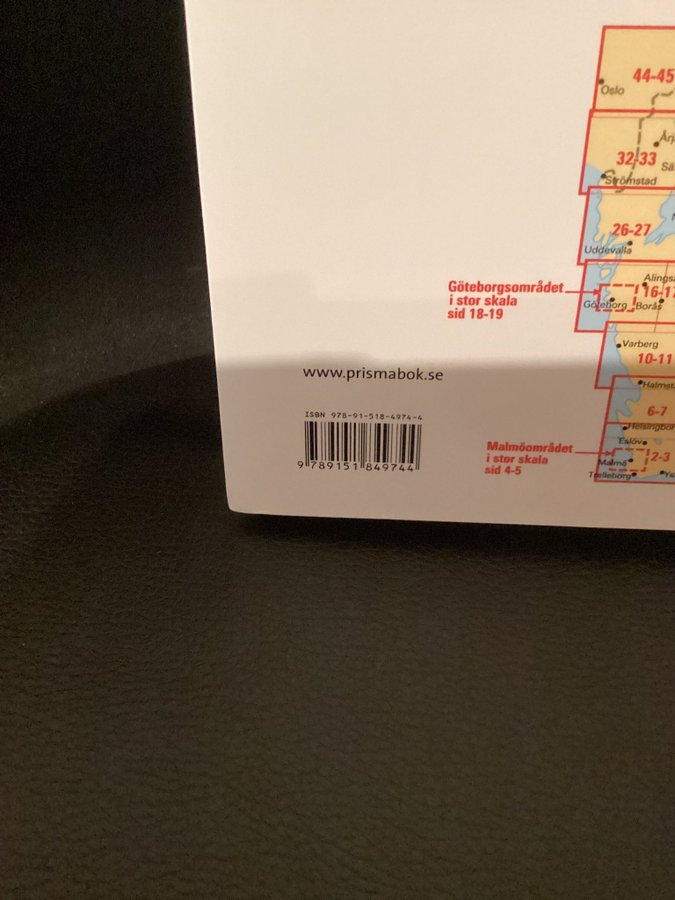 44-45
Oslo
32-33
Strömstad
26-27
Uddevalla
Göteborgsområdet
i stor skala
sid 18-19
Göteborg
Borås
Varberg
10-11
www.prismabok.se
6-7
ISBN 978-91-518-4974-4
9 789151 849744
Malmöområdet
i stor skala
sid 4-5
Eslöv
Malmö
2-3
Trelleborg